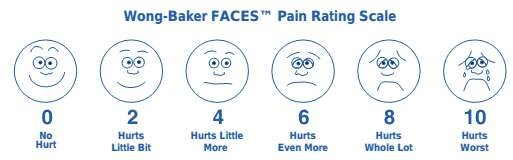 Wong-Baker FACES™ Pain Rating Scale
0 2 4 6 8 10
No Hurts Hurts Little Hurts Hurts Hurts
Hurt Little Bit More Even More Whole Lot Worst